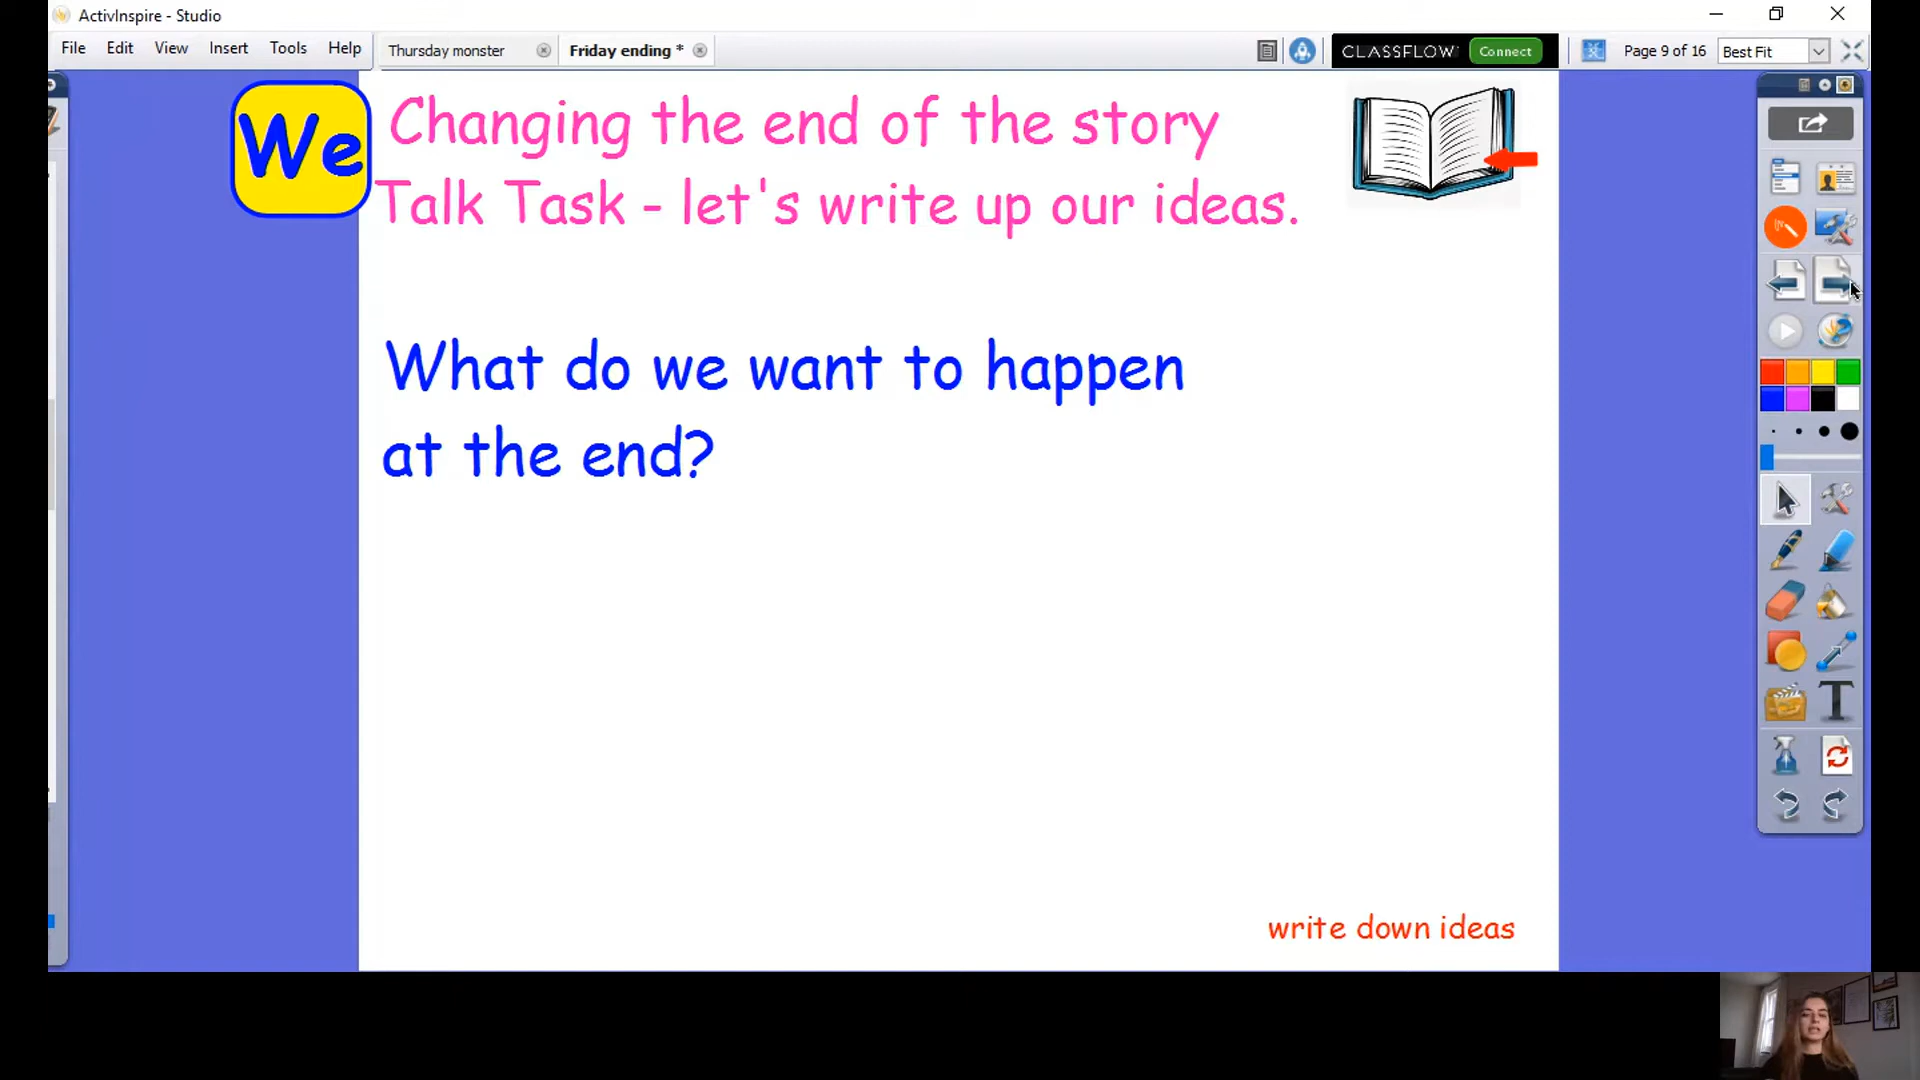 ActivInspire - Studio
File Edit View Insert Tools Help
Thursday monster
Friday ending *
CLASSFLOW
Connect
Page 9 of 16
Best Fit
We
Changing the end of the story
Talk Task - let's write up our ideas.
What do we want to happen
at the end?
write down ideas
T